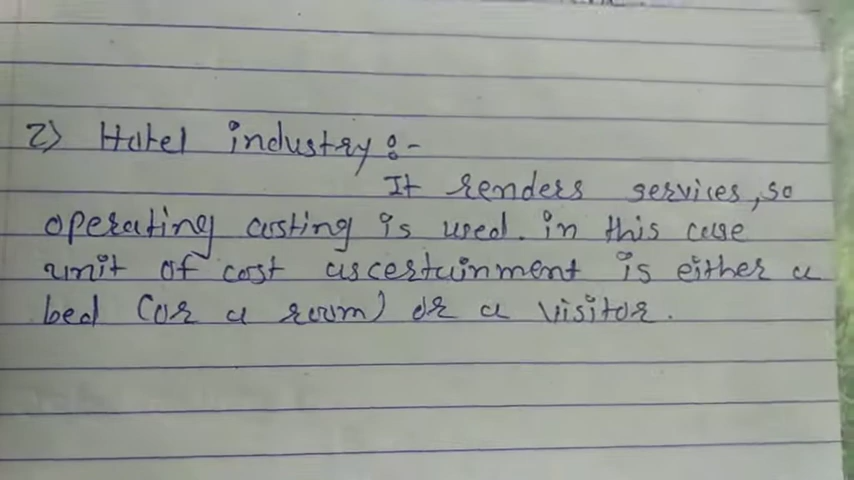 2) Hotel industry :-
It renders services, so
operating costing is used. in this case
unit of cost ascertainment is either a
bed (or a room) or a visitor.